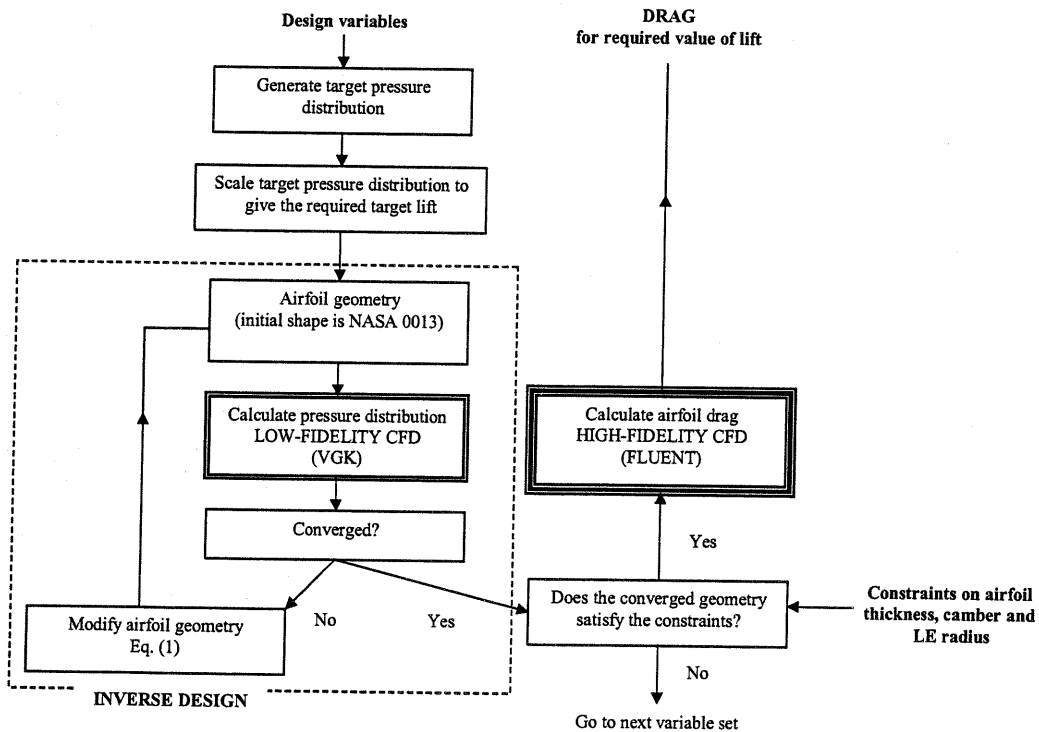 Design variables
Generate target pressure
distribution
Scale target pressure distribution to
give the required target lift
Airfoil geometry
(initial shape is NASA 0013)
Calculate pressure distribution
LOW-FIDELITY CFD
(VGK)
Converged?
No
Yes
Modify airfoil geometry
Eq. (1)
INVERSE DESIGN
DRAG
for required value of lift
Calculate airfoil drag
HIGH-FIDELITY CFD
(FLUENT)
Yes
Does the converged geometry
satisfy the constraints?
Constraints on airfoil
thickness, camber and
LE radius
No
Go to next variable set